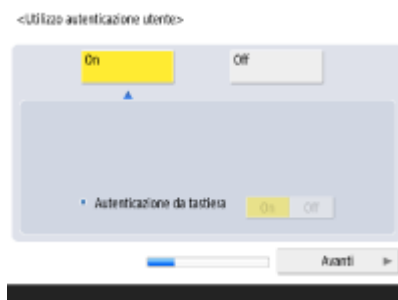 <Utilizzo autenticazione utente>
On Off
Autenticazione da tastiera On Off
Avanti